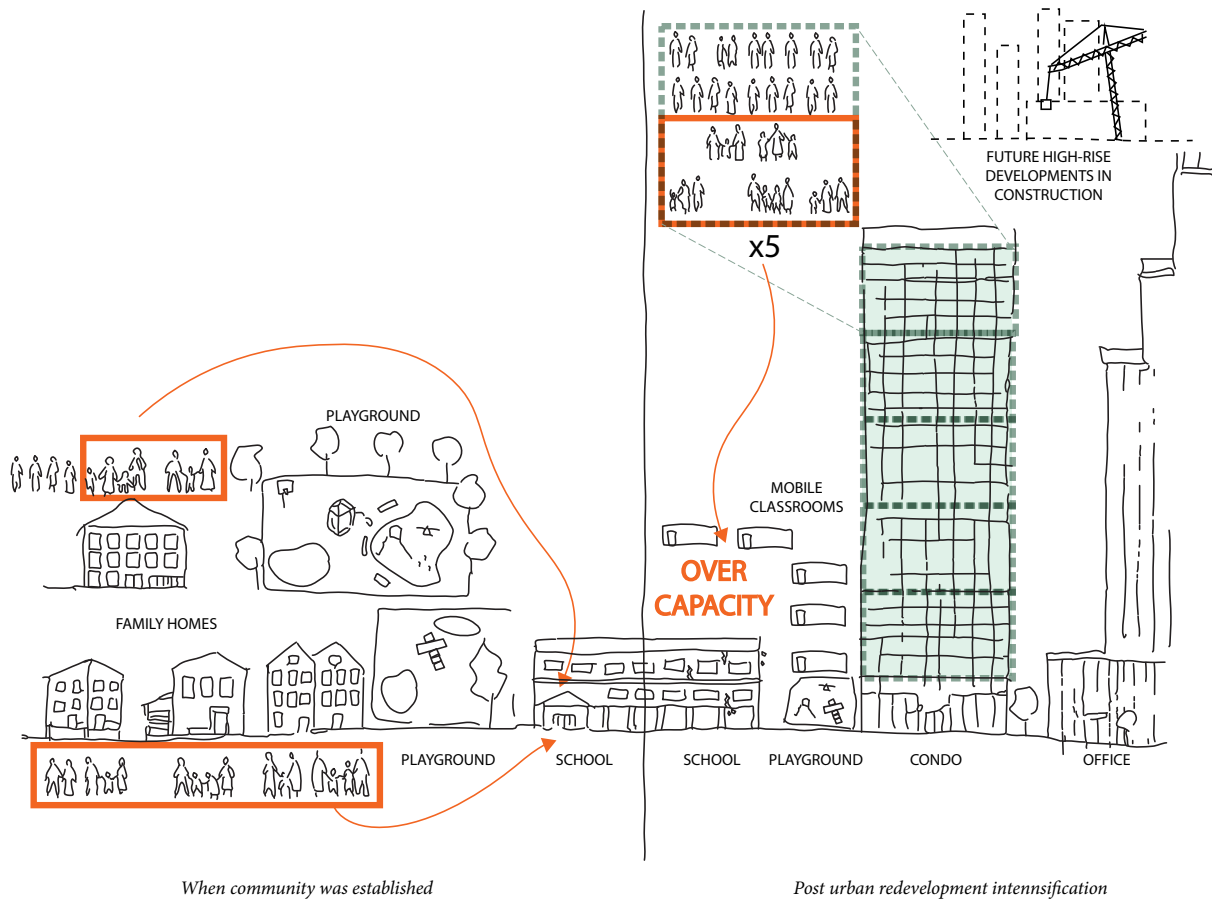 FUTURE HIGH-RISE
DEVELOPMENTS IN
CONSTRUCTION
x5
PLAYGROUND
MOBILE
CLASSROOMS
OVER
CAPACITY
FAMILY HOMES
PLAYGROUND
SCHOOL
SCHOOL
PLAYGROUND
CONDO
OFFICE
When community was established
Post urban redevelopment intennsification